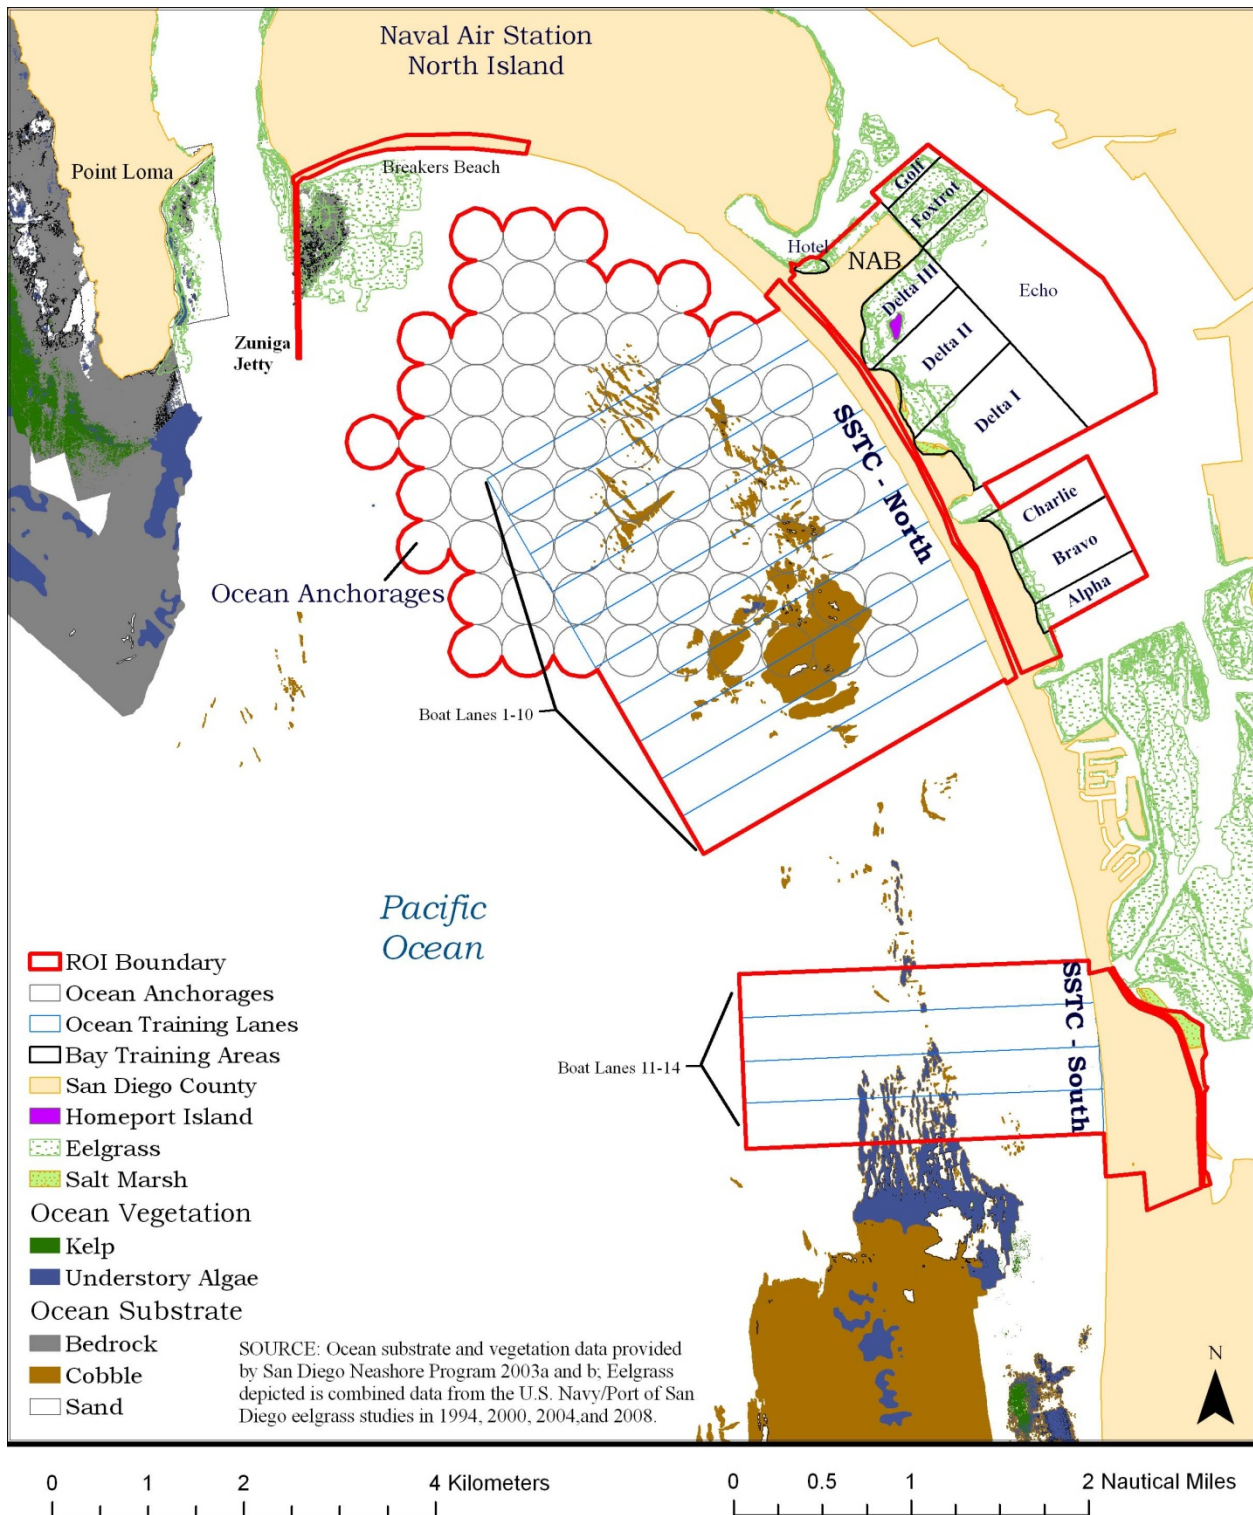 Naval Air Station
North Island
Point Loma
Breakers Beach
Golf
Foxtrot
Hotel
NAB
Echo
Delta III
Delta II
Delta I
Zuniga
Jetty
SSTC - North
Charlie
Bravo
Alpha
Ocean Anchorages
Boat Lanes 1-10
Pacific
Ocean
SSTC - South
Boat Lanes 11-14
ROI Boundary
Ocean Anchorages
Ocean Training Lanes
Bay Training Areas
San Diego County
Homeport Island
Eelgrass
Salt Marsh
Ocean Vegetation
Kelp
Understory Algae
Ocean Substrate
Bedrock
Cobble
Sand
SOURCE: Ocean substrate and vegetation data provided
by San Diego Neashore Program 2003a and b; Eelgrass
depicted is combined data from the U.S. Navy/Port of San
Diego eelgrass studies in 1994, 2000, 2004,and 2008.
N
0 1 2 4 Kilometers
0 0.5 1 2 Nautical Miles